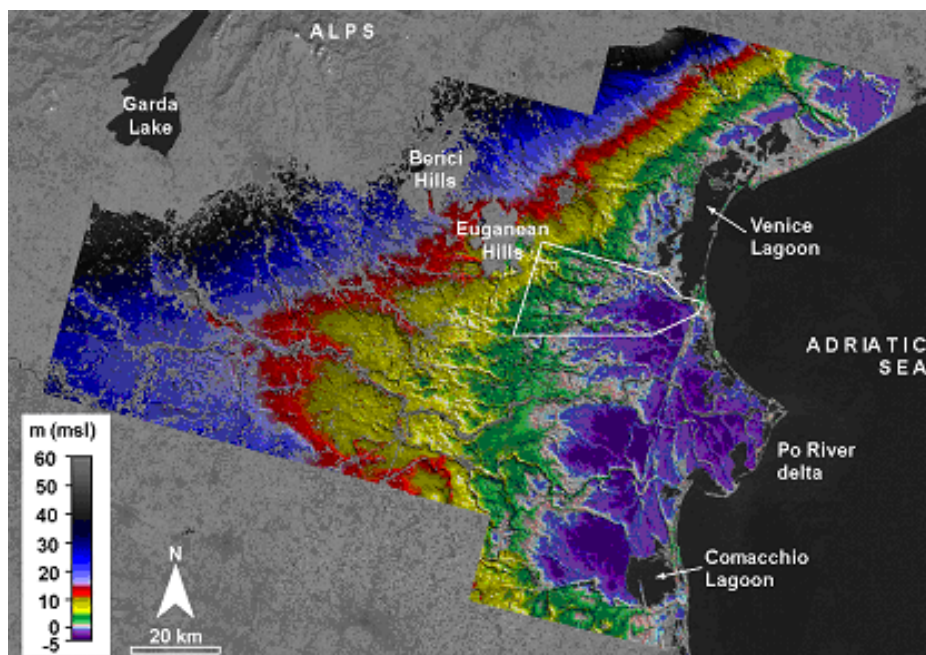 ALPS
Garda
Lake
Berici
Hills
Euganean
Hills
Venice
Lagoon
ADRIATIC
SEA
Po River
delta
Comacchio
Lagoon
m (msl)
60
50
40
30
20
10
0
-5
N
20 km